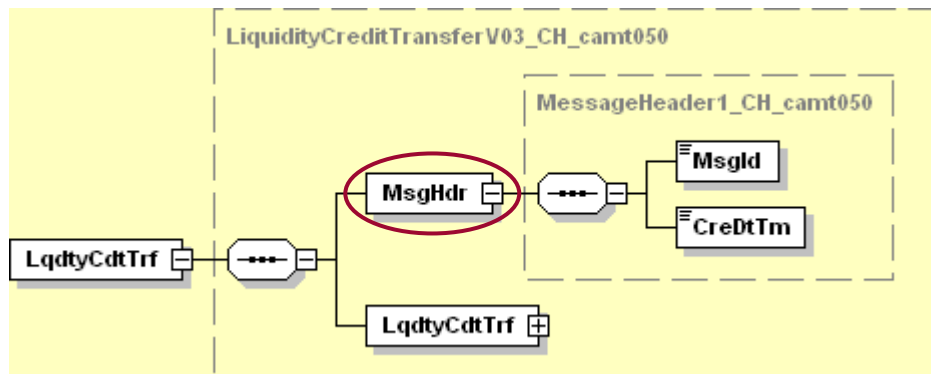 LiquidityCreditTransferV03_CH_camt050
MessageHeader1_CH_camt050
MsgId
MsgHdr
CreDtTm
LqdtyCdtTrf
LqdtyCdtTrf